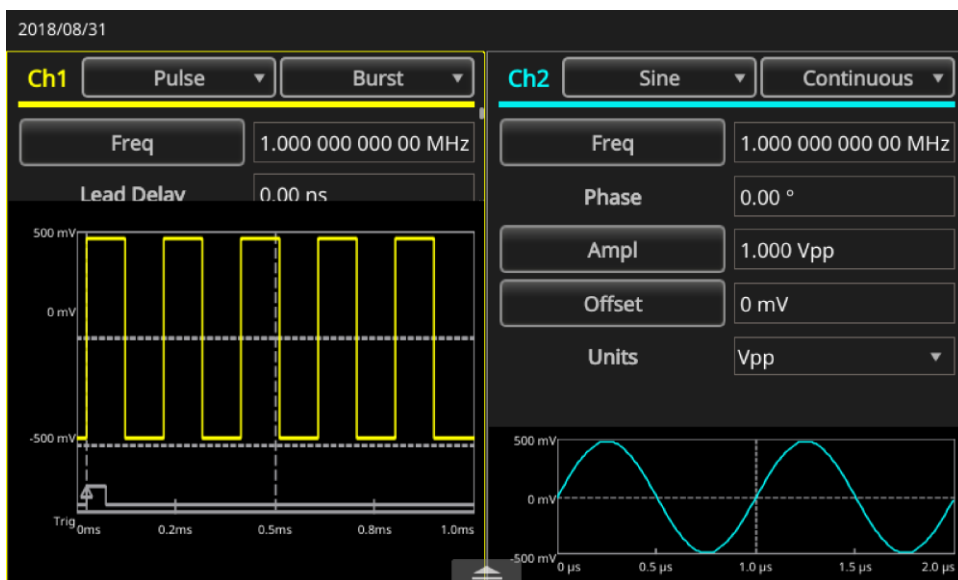 2018/08/31
Ch1 Pulse Burst
Freq 1.000 000 000 00 MHz
Lead Delay 0.00 ns
500 mV
0 mV
-500 mV
Trig 0ms 0.2ms 0.5ms 0.8ms 1.0ms
Ch2 Sine Continuous
Freq 1.000 000 000 00 MHz
Phase 0.00 °
Ampl 1.000 Vpp
Offset 0 mV
Units Vpp
500 mV
0 mV
-500 mV
0 µs 0.5 µs 1.0 µs 1.5 µs 2.0 µs